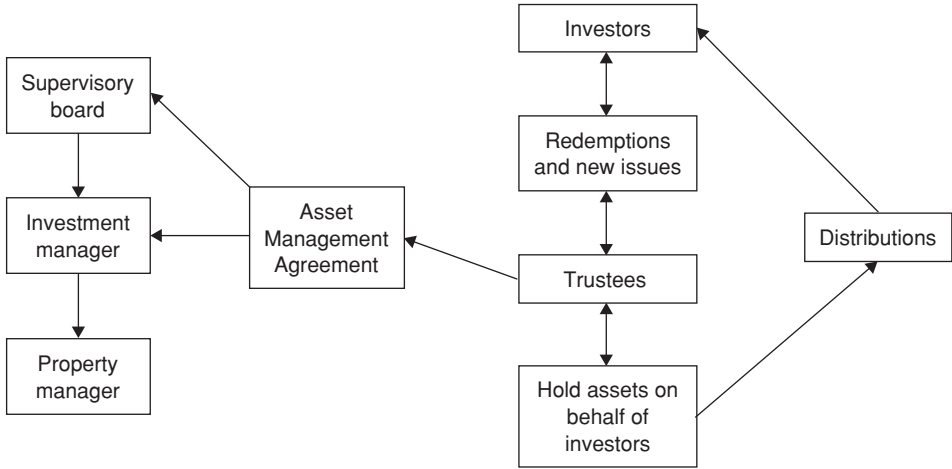 Investors
Supervisory
board
Redemptions
and new issues
Investment
manager
Asset
Management
Agreement
Distributions
Trustees
Property
manager
Hold assets on
behalf of
investors